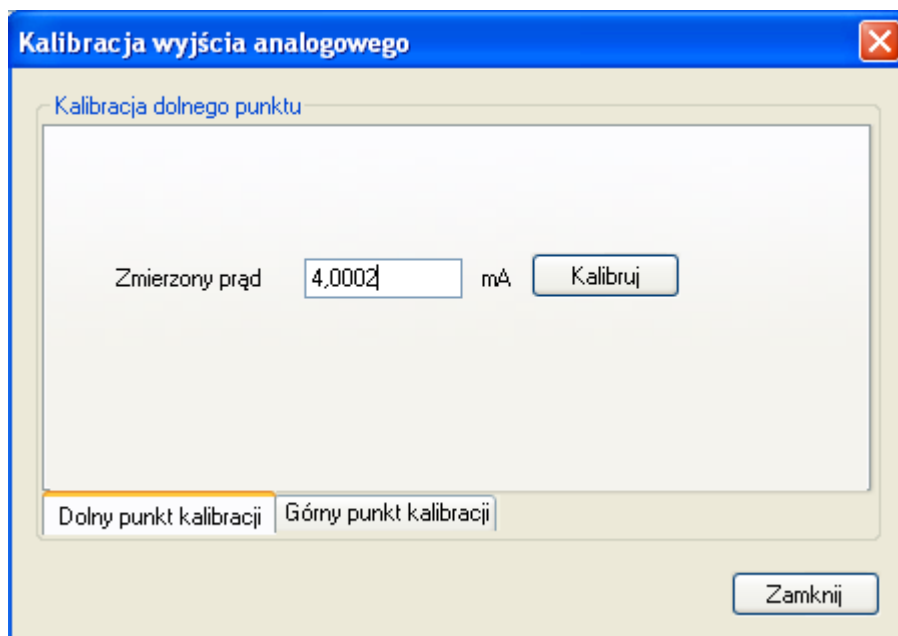 Kalibracja wyjścia analogowego
Kalibracja dolnego punktu
Zmierzony prąd 4,0002 mA Kalibruj
Dolny punkt kalibracji Górny punkt kalibracji
Zamknij